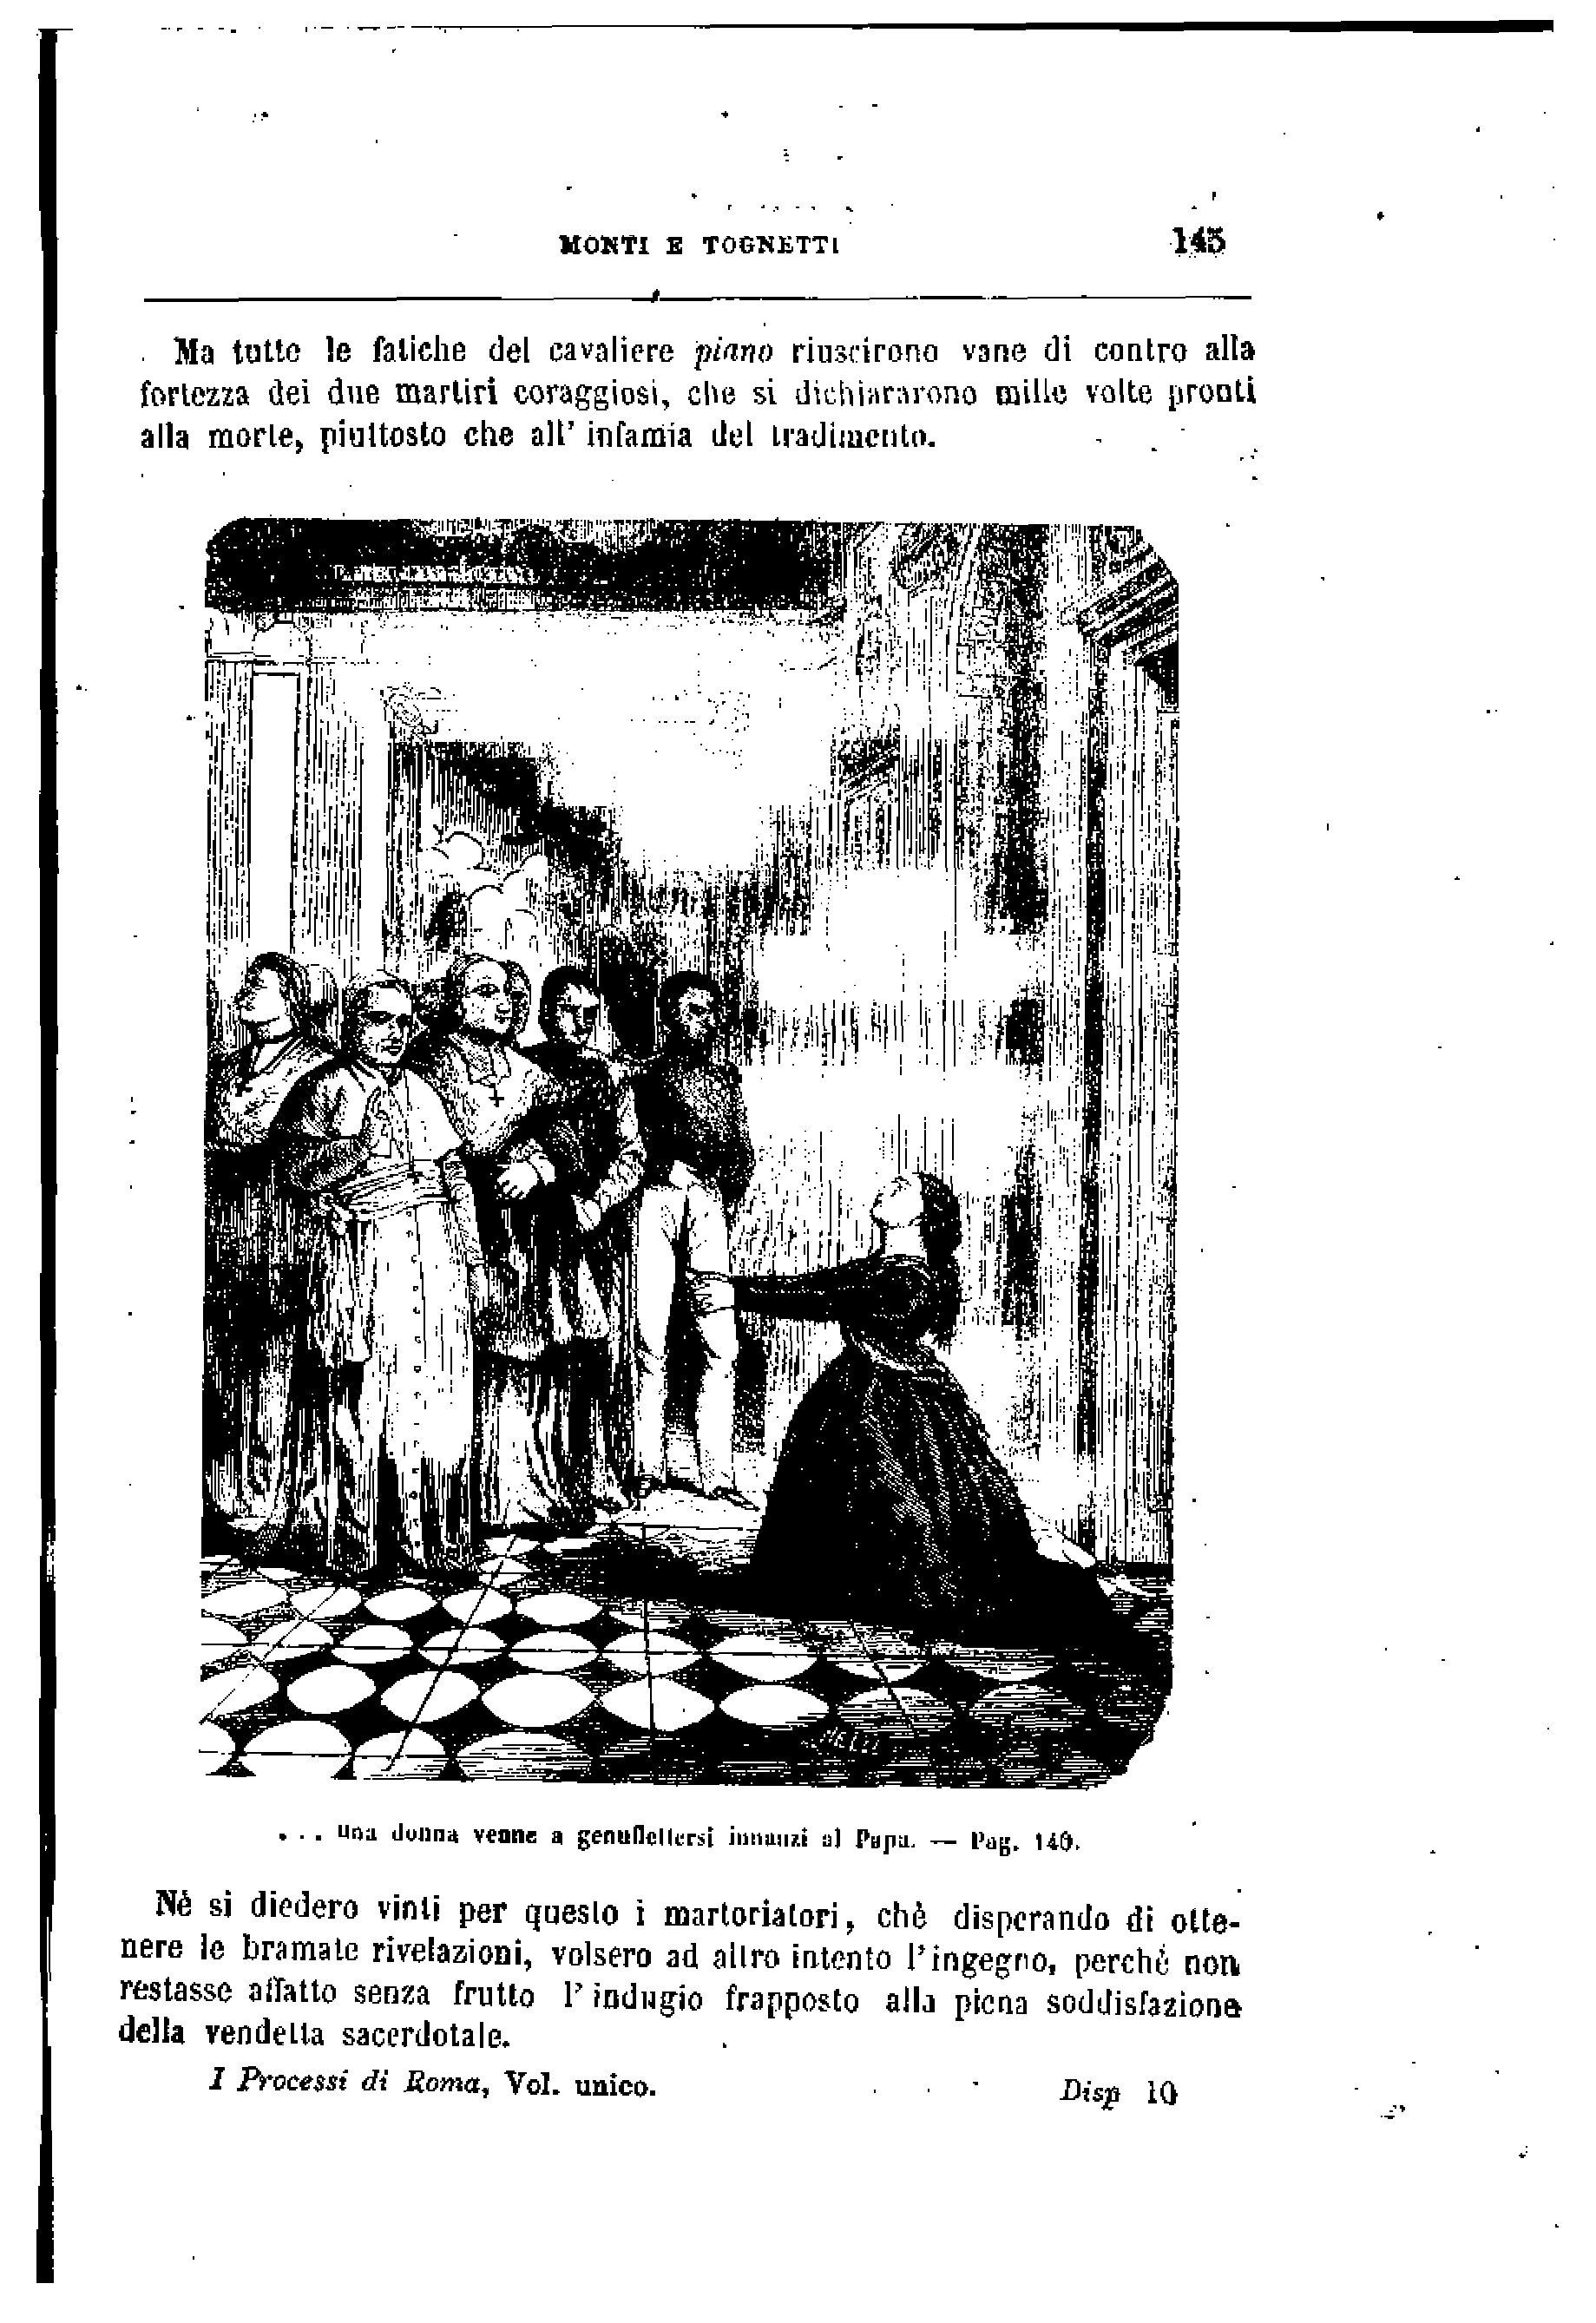 MONTI E TOGNETTI 145
Ma tutte le fatiche del cavaliere piano riuscirono vane di contro alla
fortezza dei due martiri coraggiosi, che si dichiararono mille volte pronti
alla morte, piuttosto che all' infamia del tradimento.
... una donna venne a genuflettersi innanzi al Papa. — Pag. 140.
Nè si diedero vinti per questo i martoriatori, chè disperando di otte-
nere le bramate rivelazioni, volsero ad altro intento l'ingegno, perchè non
restasse affatto senza frutto l' indugio frapposto alla piena soddisfazione
della vendetta sacerdotale.
I Processi di Roma, Vol. unico. Disp 10